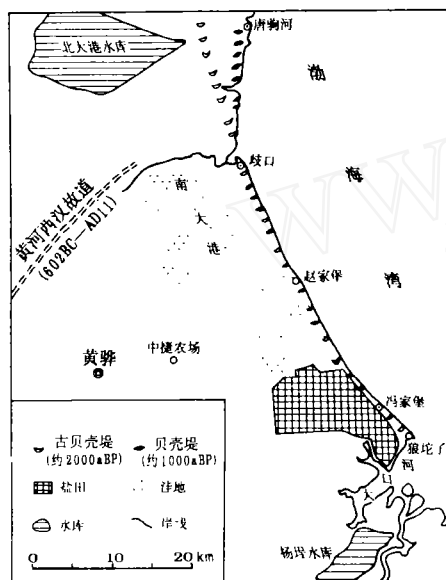 唐驹河
北大港水库
渤
海
湾
歧口
南
大
港
黄河西汉故道
(602BC—AD11)
赵家堡
中捷农场
黄骅
冯家堡
狼坨子
大
口
河
杨埕水库
古贝壳堤
(约2000aBP)
贝壳堤
(约1000aBP)
盐田
洼地
水库
岸线
0 10 20 km